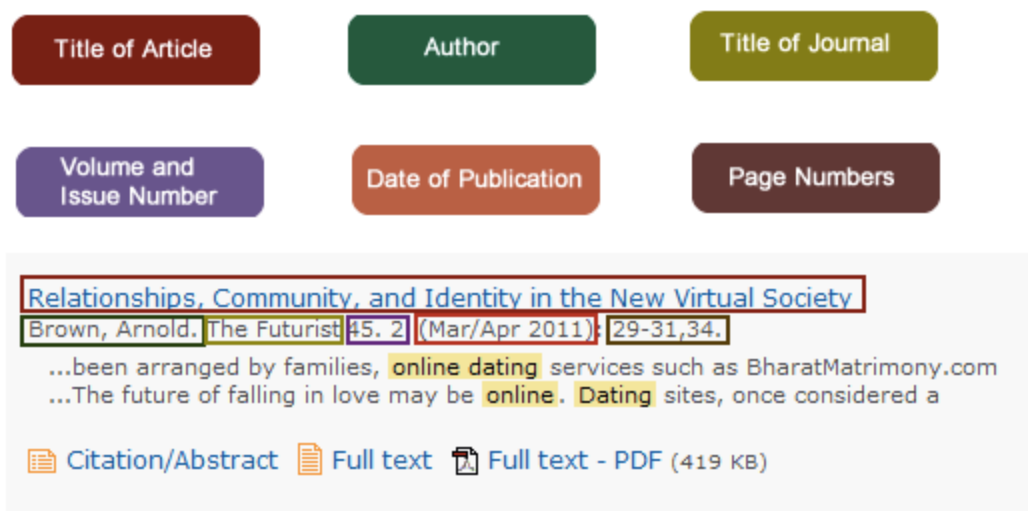 Title of Article
Author
Title of Journal
Volume and
Issue Number
Date of Publication
Page Numbers
Relationships, Community, and Identity in the New Virtual Society
Brown, Arnold. The Futurist 45. 2 (Mar/Apr 2011): 29-31,34.
...been arranged by families, online dating services such as BharatMatrimony.com
...The future of falling in love may be online. Dating sites, once considered a
Citation/Abstract Full text Full text - PDF (419 KB)